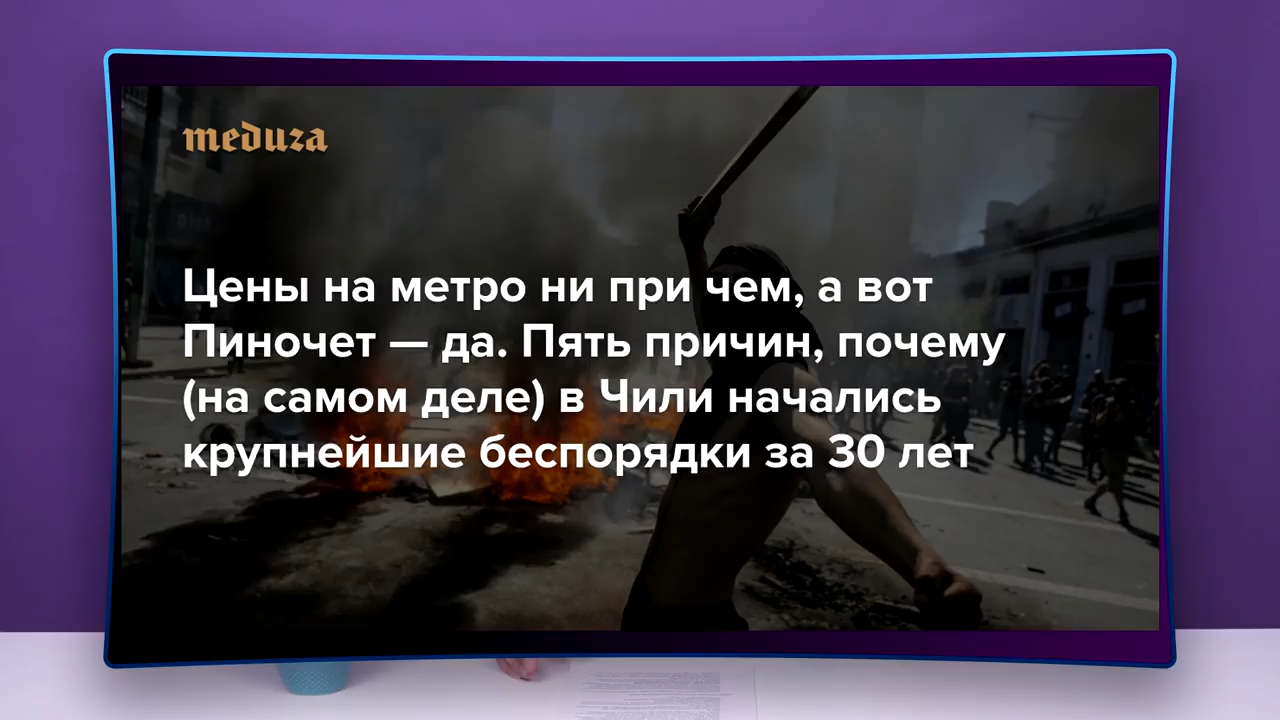 meduza
Цены на метро ни при чем, а вот
Пиночет — да. Пять причин, почему
(на самом деле) в Чили начались
крупнейшие беспорядки за 30 лет